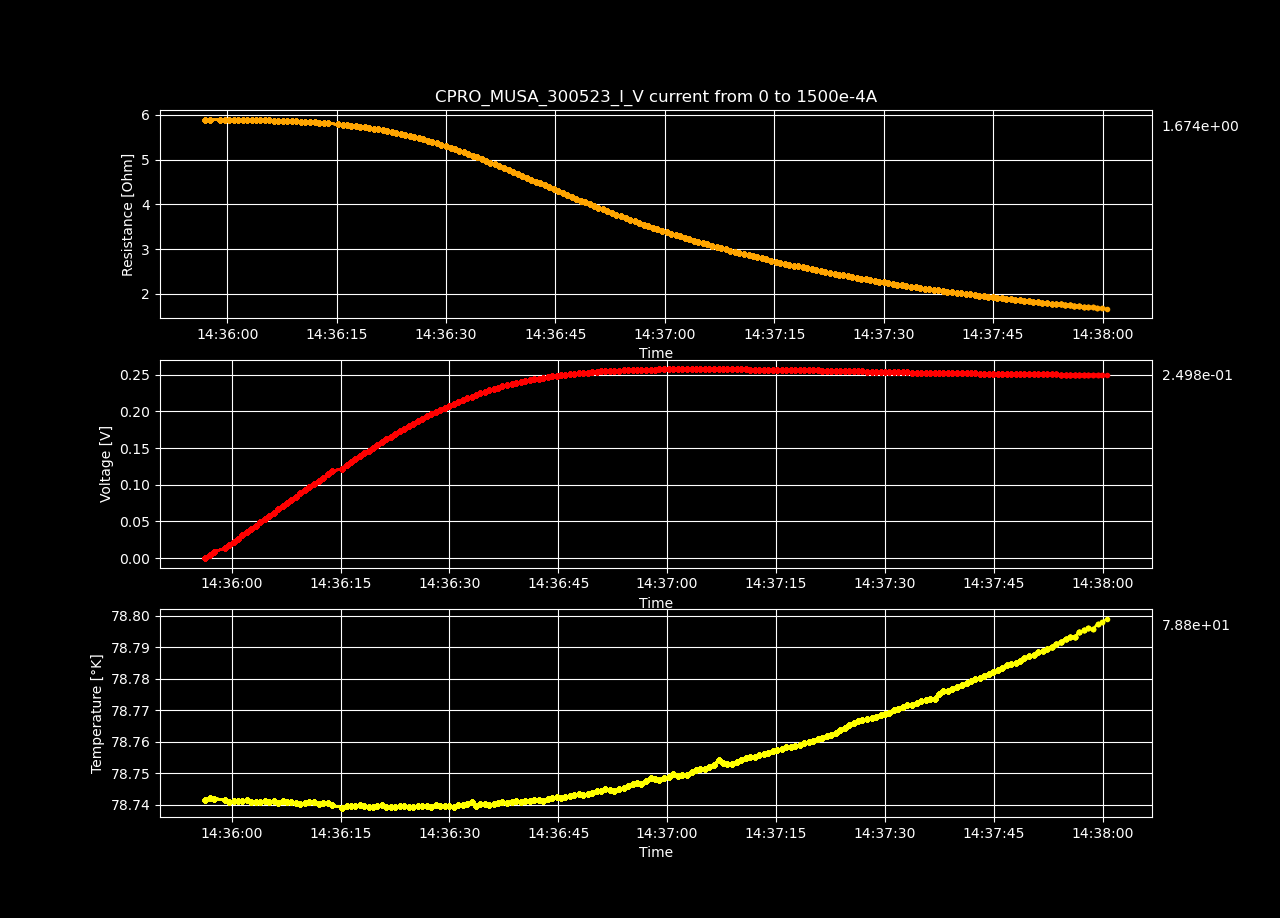 CPRO_MUSA_300523_I_V current from 0 to 1500e-4A
1.674e+00
Resistance [Ohm]
6
5
4
3
2
14:36:00 14:36:15 14:36:30 14:36:45 14:37:00 14:37:15 14:37:30 14:37:45 14:38:00
Time
2.498e-01
Voltage [V]
0.25
0.20
0.15
0.10
0.05
0.00
14:36:00 14:36:15 14:36:30 14:36:45 14:37:00 14:37:15 14:37:30 14:37:45 14:38:00
Time
7.88e+01
Temperature [°K]
78.80
78.79
78.78
78.77
78.76
78.75
78.74
14:36:00 14:36:15 14:36:30 14:36:45 14:37:00 14:37:15 14:37:30 14:37:45 14:38:00
Time